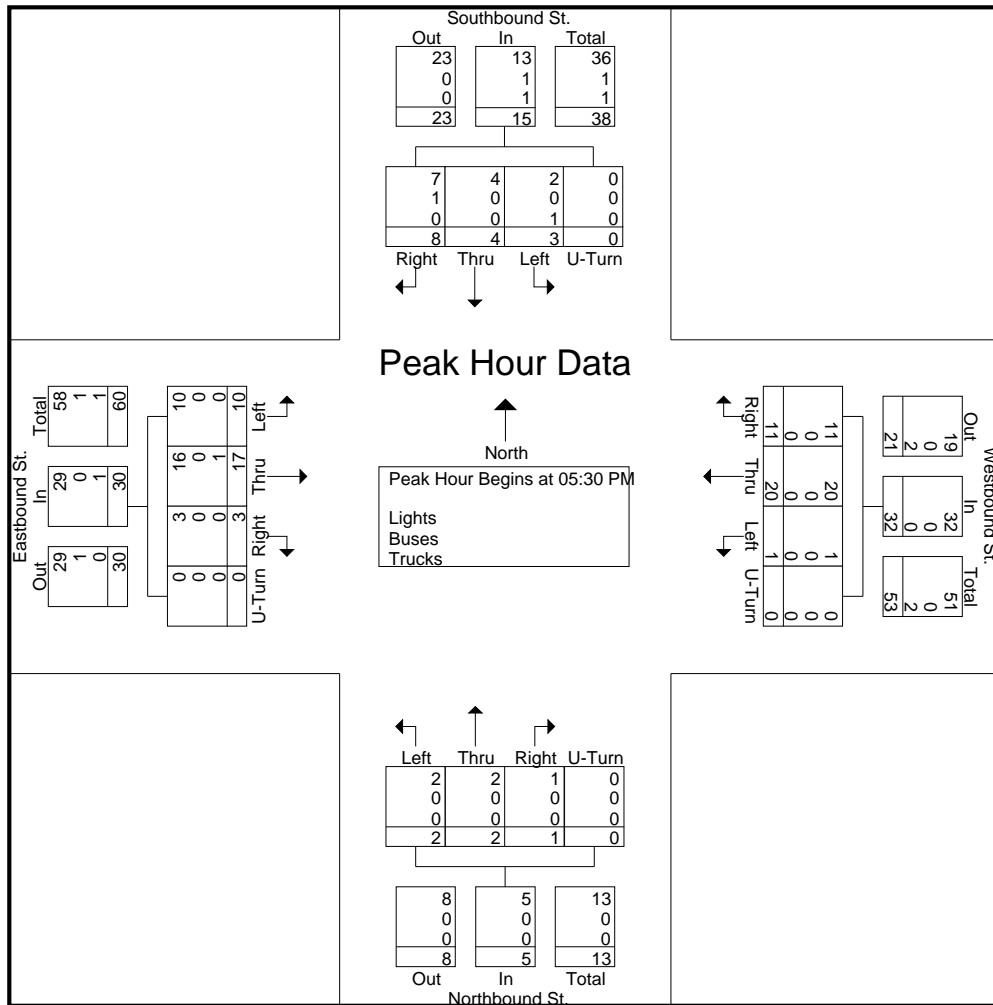 Southbound St.
Out In Total
23 13 36
0 1 1
0 1 1
23 15 38
7 4 2 0
1 0 0 0
0 0 1 0
8 4 3 0
Right Thru Left U-Turn
Peak Hour Data
North
Peak Hour Begins at 05:30 PM
Lights
Buses
Trucks
Eastbound St.
Total In Out
58 29 29
1 0 1
1 1 0
60 30 30
10 16 3 0
0 0 0 0
0 1 0 0
10 17 3 0
Left Thru Right U-Turn
Westbound St.
Out In Total
19 32 51
0 0 0
2 0 2
21 32 53
11 20 1 0
0 0 0 0
0 0 0 0
11 20 1 0
Right Thru Left U-Turn
Left Thru Right U-Turn
2 2 1 0
0 0 0 0
0 0 0 0
2 2 1 0
8 5 13
0 0 0
0 0 0
8 5 13
Out In Total
Northbound St.